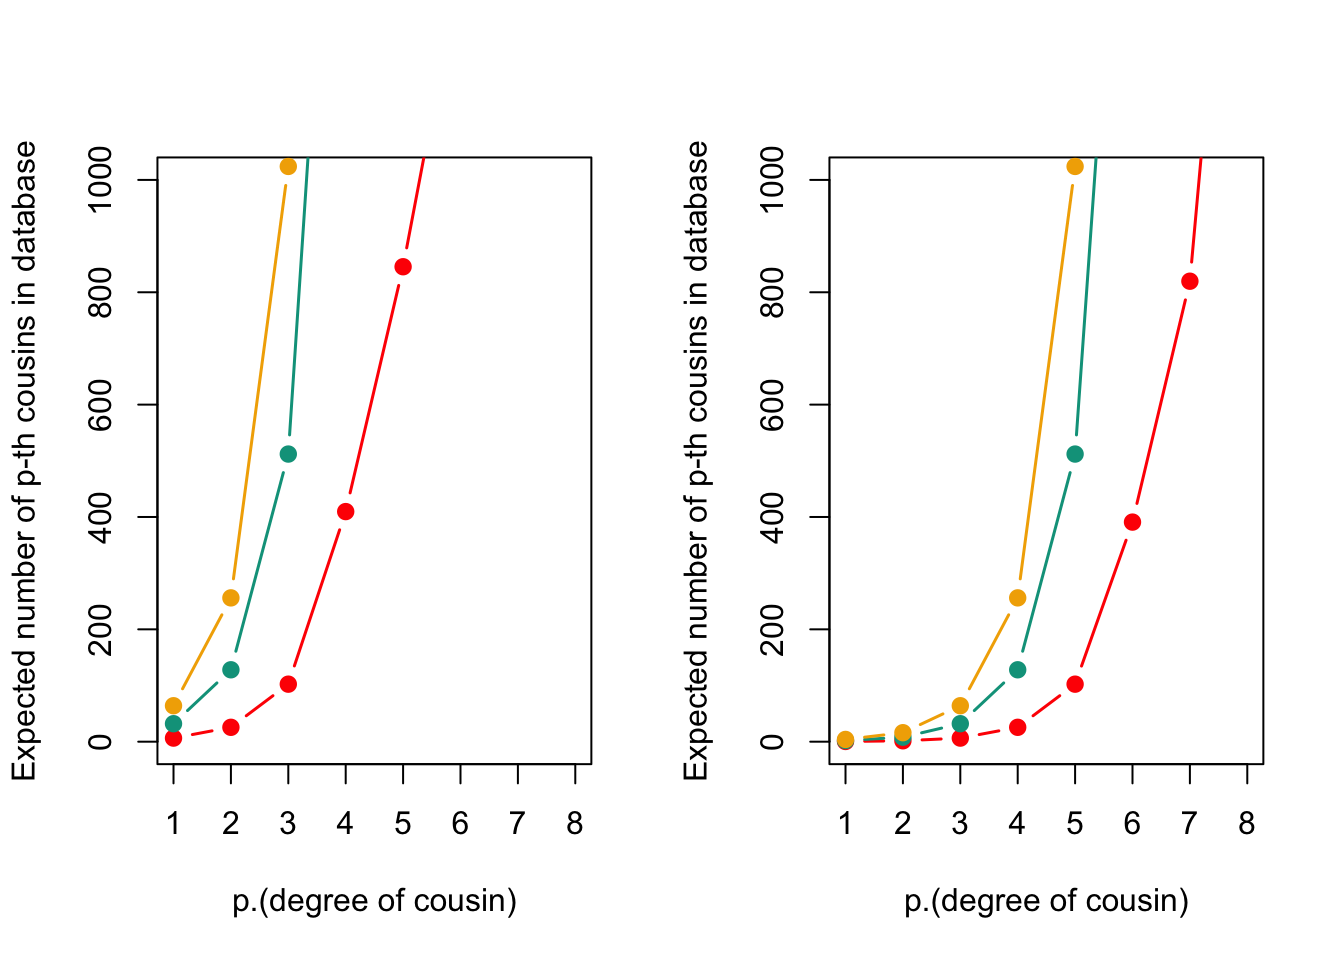 Expected number of p-th cousins in database
0 200 400 600 800 1000
1 2 3 4 5 6 7 8
p.(degree of cousin)
Expected number of p-th cousins in database
0 200 400 600 800 1000
1 2 3 4 5 6 7 8
p.(degree of cousin)